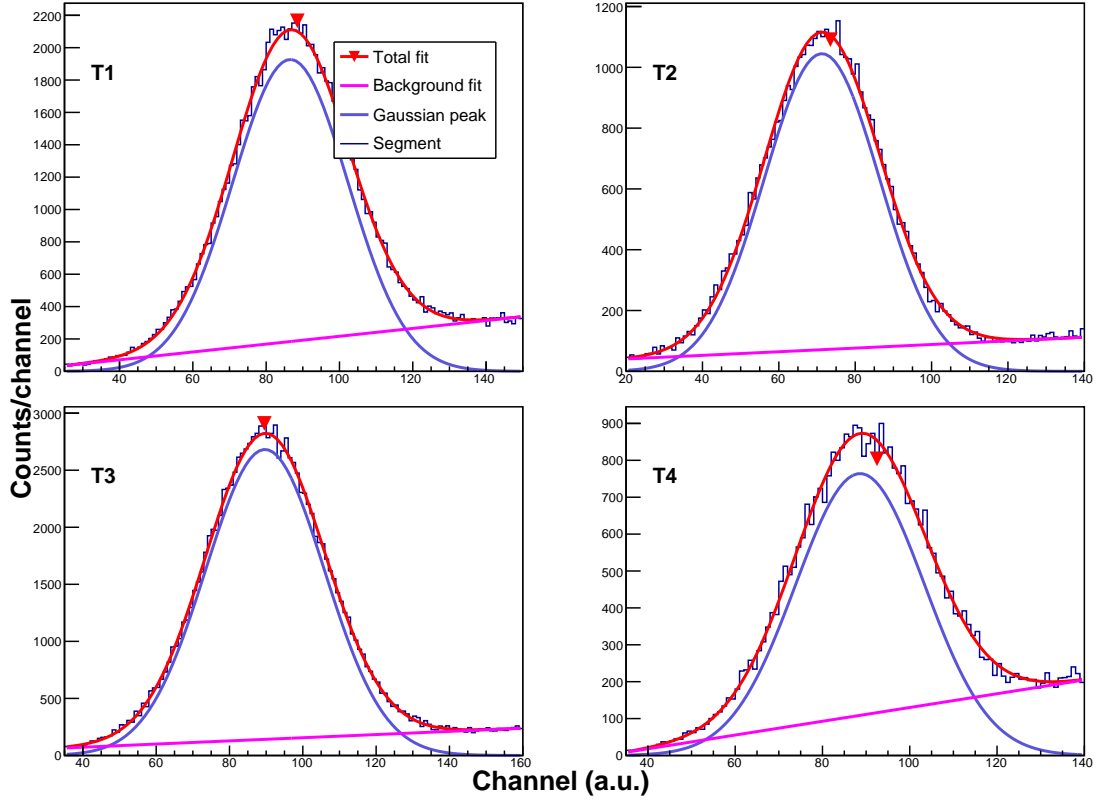 2200
2000
1800
1600
1400
1200
1000
800
600
400
200
0
40 60 80 100 120 140
T1
Total fit
Background fit
Gaussian peak
Segment
1200
1000
800
600
400
200
0
20 40 60 80 100 120 140
T2
Counts/channel
3000
2500
2000
1500
1000
500
0
40 60 80 100 120 140 160
T3
900
800
700
600
500
400
300
200
100
0
40 60 80 100 120 140
T4
Channel (a.u.)